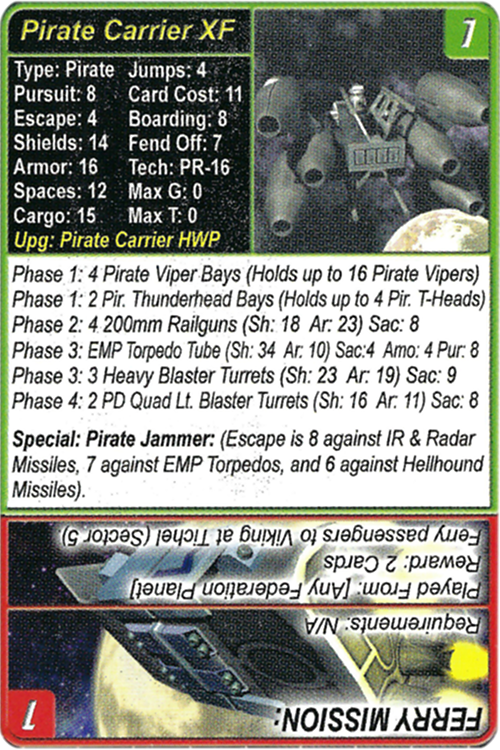 Pirate Carrier XF
1
Type: Pirate Jumps: 4
Pursuit: 8 Card Cost: 11
Escape: 4 Boarding: 8
Shields: 14 Fend Off: 7
Armor: 16 Tech: PR-16
Spaces: 12 Max G: 0
Cargo: 15 Max T: 0
Upg: Pirate Carrier HWP
Phase 1: 4 Pirate Viper Bays (Holds up to 16 Pirate Vipers)
Phase 1: 2 Pir. Thunderhead Bays (Holds up to 4 Pir. T-Heads)
Phase 2: 4 200mm Railguns (Sh: 18 Ar: 23) Sac: 8
Phase 3: EMP Torpedo Tube (Sh: 34 Ar: 10) Sac:4 Amo: 4 Pur: 8
Phase 3: 3 Heavy Blaster Turrets (Sh: 23 Ar: 19) Sac: 9
Phase 4: 2 PD Quad Lt. Blaster Turrets (Sh: 16 Ar: 11) Sac: 8
Special: Pirate Jammer: (Escape is 8 against IR & Radar
Missiles, 7 against EMP Torpedos, and 6 against Hellhound
Missiles).
FERRY MISSION:
1
Requirements: N/A
Played From: [Any Federation Planet]
Reward: 2 Cards
Ferry passengers to Viking at Tichel (Sector 5)